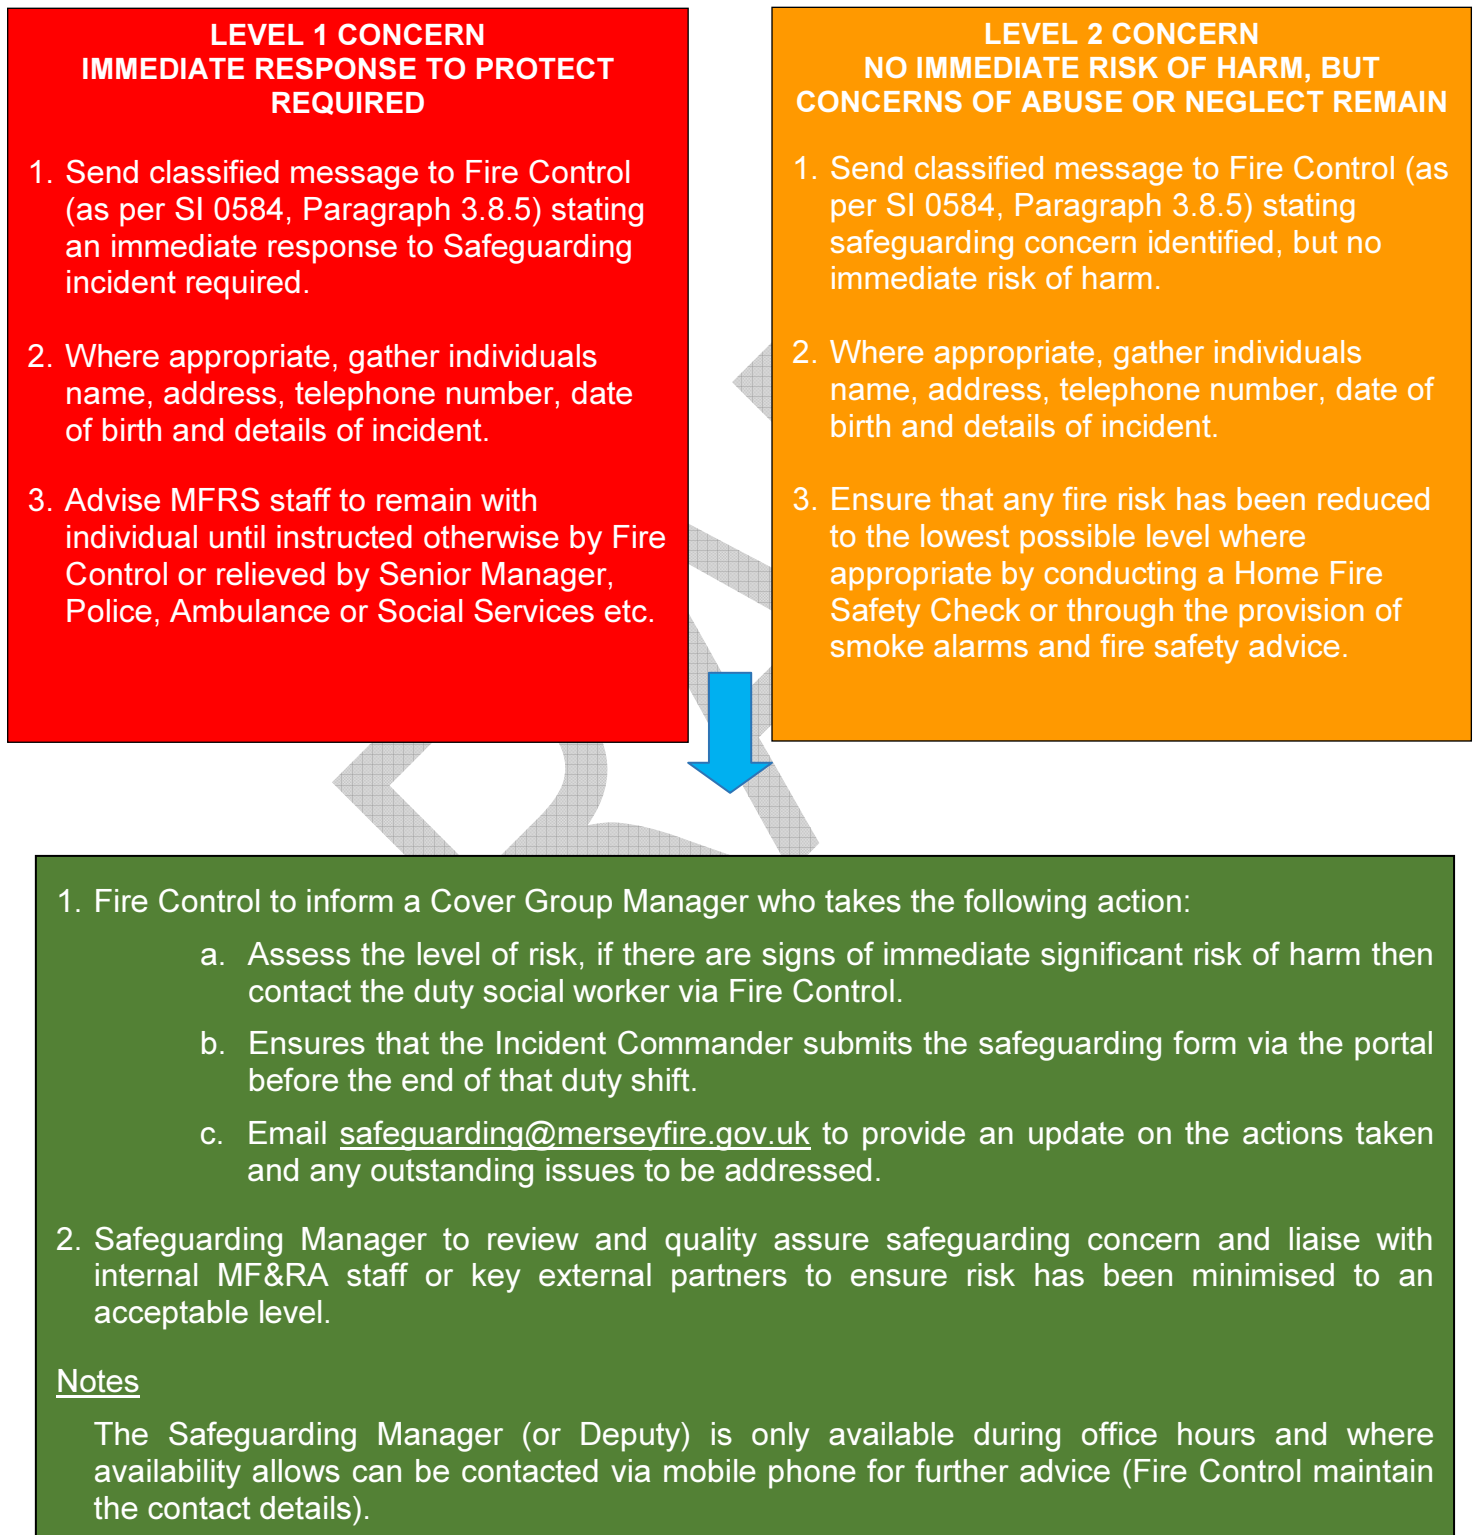 LEVEL 1 CONCERN
IMMEDIATE RESPONSE TO PROTECT
REQUIRED
1. Send classified message to Fire Control
(as per SI 0584, Paragraph 3.8.5) stating
an immediate response to Safeguarding
incident required.
2. Where appropriate, gather individuals
name, address, telephone number, date
of birth and details of incident.
3. Advise MFRS staff to remain with
individual until instructed otherwise by Fire
Control or relieved by Senior Manager,
Police, Ambulance or Social Services etc.
LEVEL 2 CONCERN
NO IMMEDIATE RISK OF HARM, BUT
CONCERNS OF ABUSE OR NEGLECT REMAIN
1. Send classified message to Fire Control (as
per SI 0584, Paragraph 3.8.5) stating
safeguarding concern identified, but no
immediate risk of harm.
2. Where appropriate, gather individuals
name, address, telephone number, date of
birth and details of incident.
3. Ensure that any fire risk has been reduced
to the lowest possible level where
appropriate by conducting a Home Fire
Safety Check or through the provision of
smoke alarms and fire safety advice.
1. Fire Control to inform a Cover Group Manager who takes the following action:
a. Assess the level of risk, if there are signs of immediate significant risk of harm then
contact the duty social worker via Fire Control.
b. Ensures that the Incident Commander submits the safeguarding form via the portal
before the end of that duty shift.
c. Email safeguarding@merseyfire.gov.uk to provide an update on the actions taken
and any outstanding issues to be addressed.
2. Safeguarding Manager to review and quality assure safeguarding concern and liaise with
internal MF&RA staff or key external partners to ensure risk has been minimised to an
acceptable level.
Notes
The Safeguarding Manager (or Deputy) is only available during office hours and where
availability allows can be contacted via mobile phone for further advice (Fire Control maintain
the contact details).